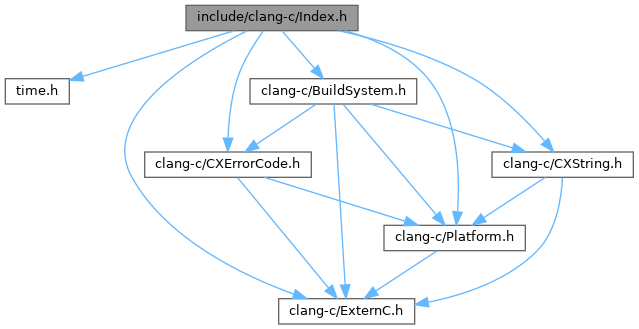 include/clang-c/Index.h
time.h
clang-c/BuildSystem.h
clang-c/CXErrorCode.h
clang-c/CXString.h
clang-c/Platform.h
clang-c/ExternC.h